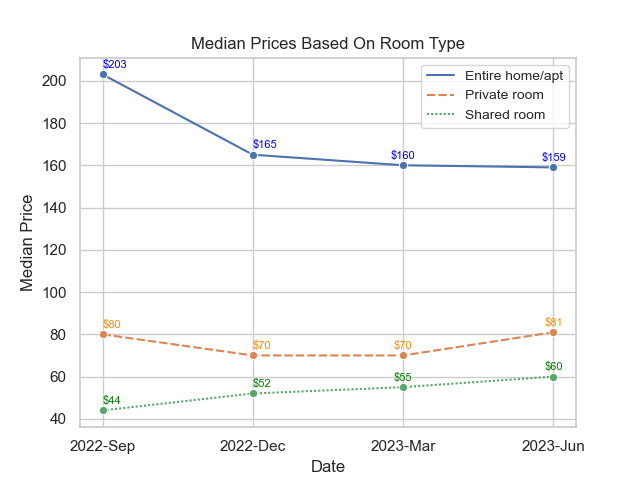 Median Prices Based On Room Type
Entire home/apt
Private room
Shared room
Median Price
200
180
160
140
120
100
80
60
40
$203
$165
$160
$159
$80
$70
$70
$81
$44
$52
$55
$60
2022-Sep
2022-Dec
2023-Mar
2023-Jun
Date